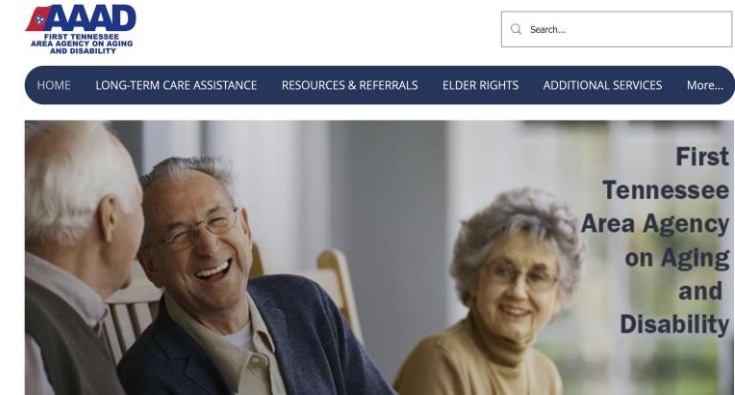 AAAD
FIRST TENNESSEE
AREA AGENCY ON AGING
AND DISABILITY
Search...
HOME LONG-TERM CARE ASSISTANCE RESOURCES & REFERRALS ELDER RIGHTS ADDITIONAL SERVICES More...
First
Tennessee
Area Agency
on Aging
and
Disability